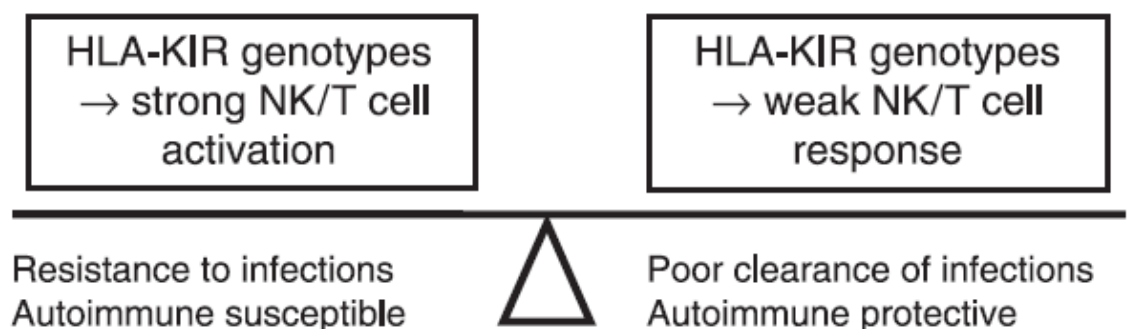 HLA-KIR genotypes
→ strong NK/T cell
activation
HLA-KIR genotypes
→ weak NK/T cell
response
Resistance to infections
Autoimmune susceptible
Poor clearance of infections
Autoimmune protective